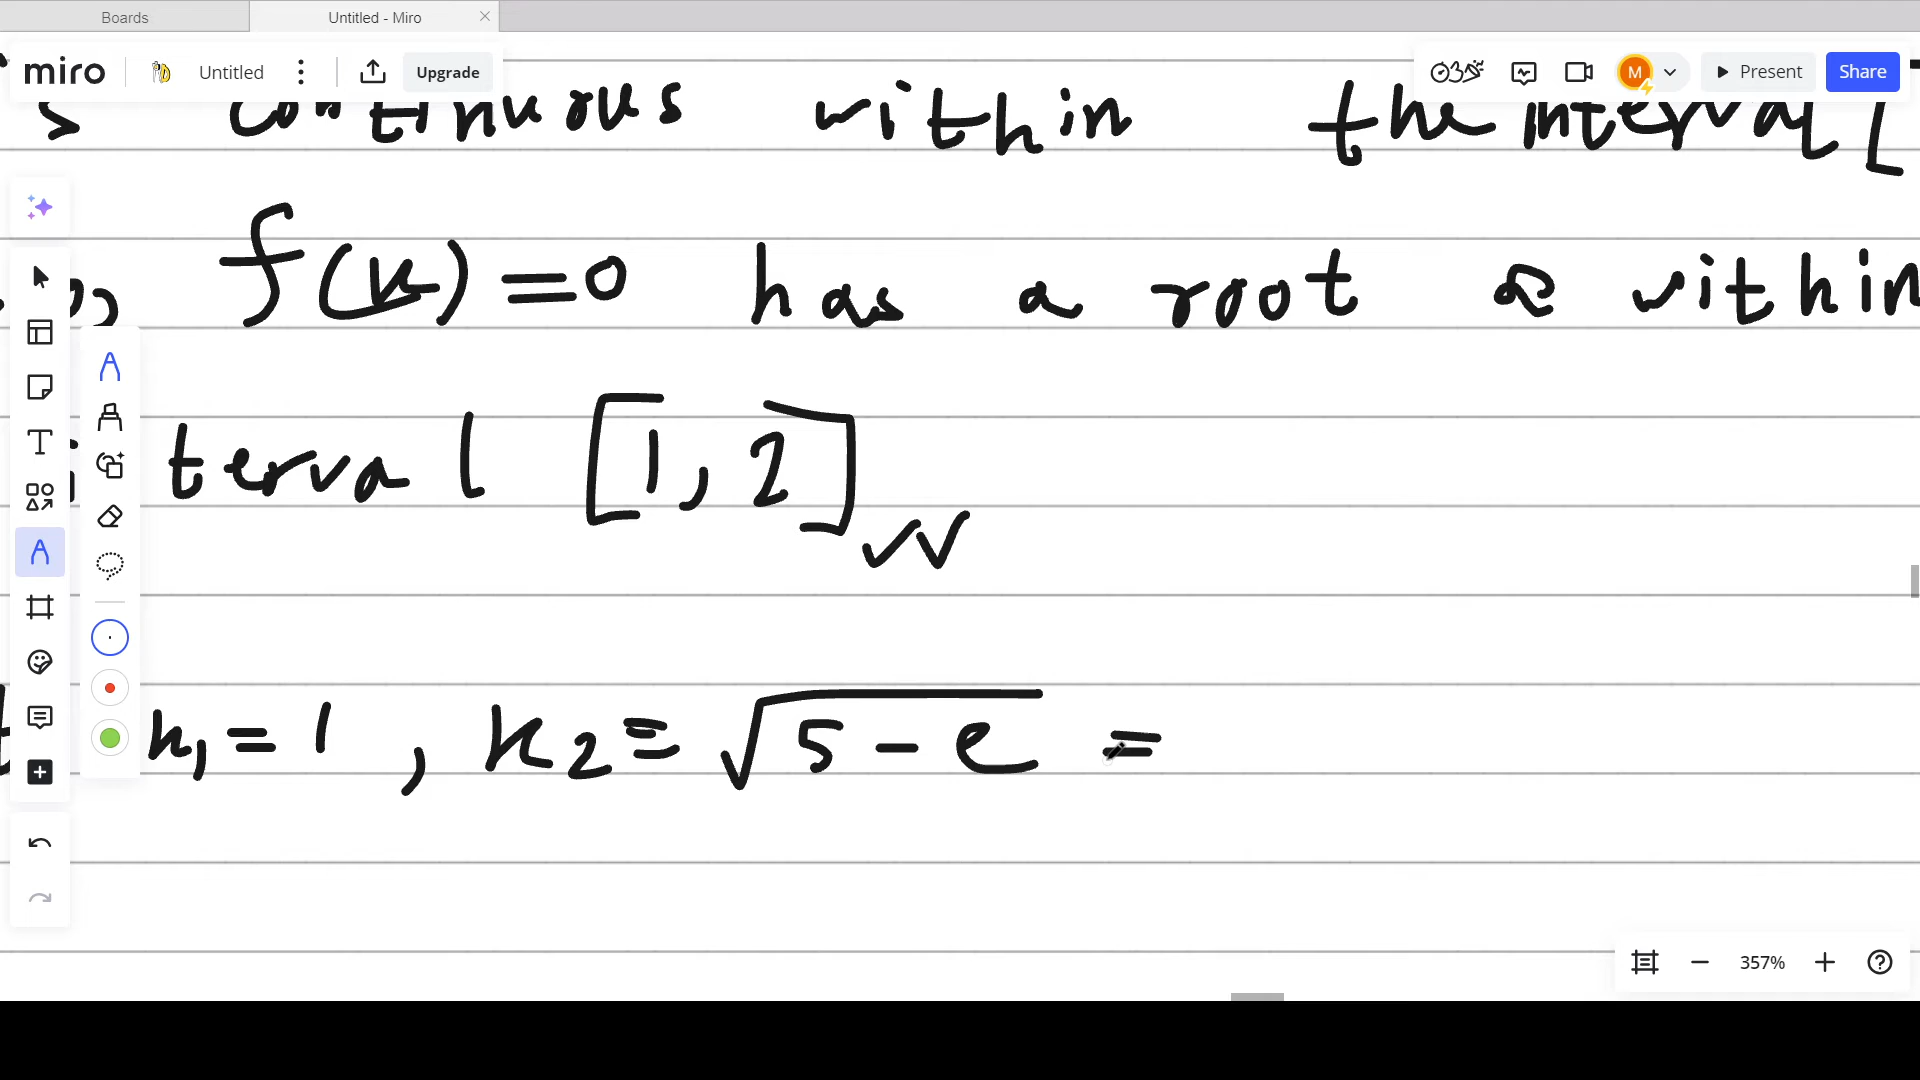 Boards
Untitled - Miro
miro Untitled Upgrade Present Share
M
s continuous within the interval [
f(x)=0 has a root α within
terval [1, 2]
x₁ = 1 , x₂ = √5 - e =
357%